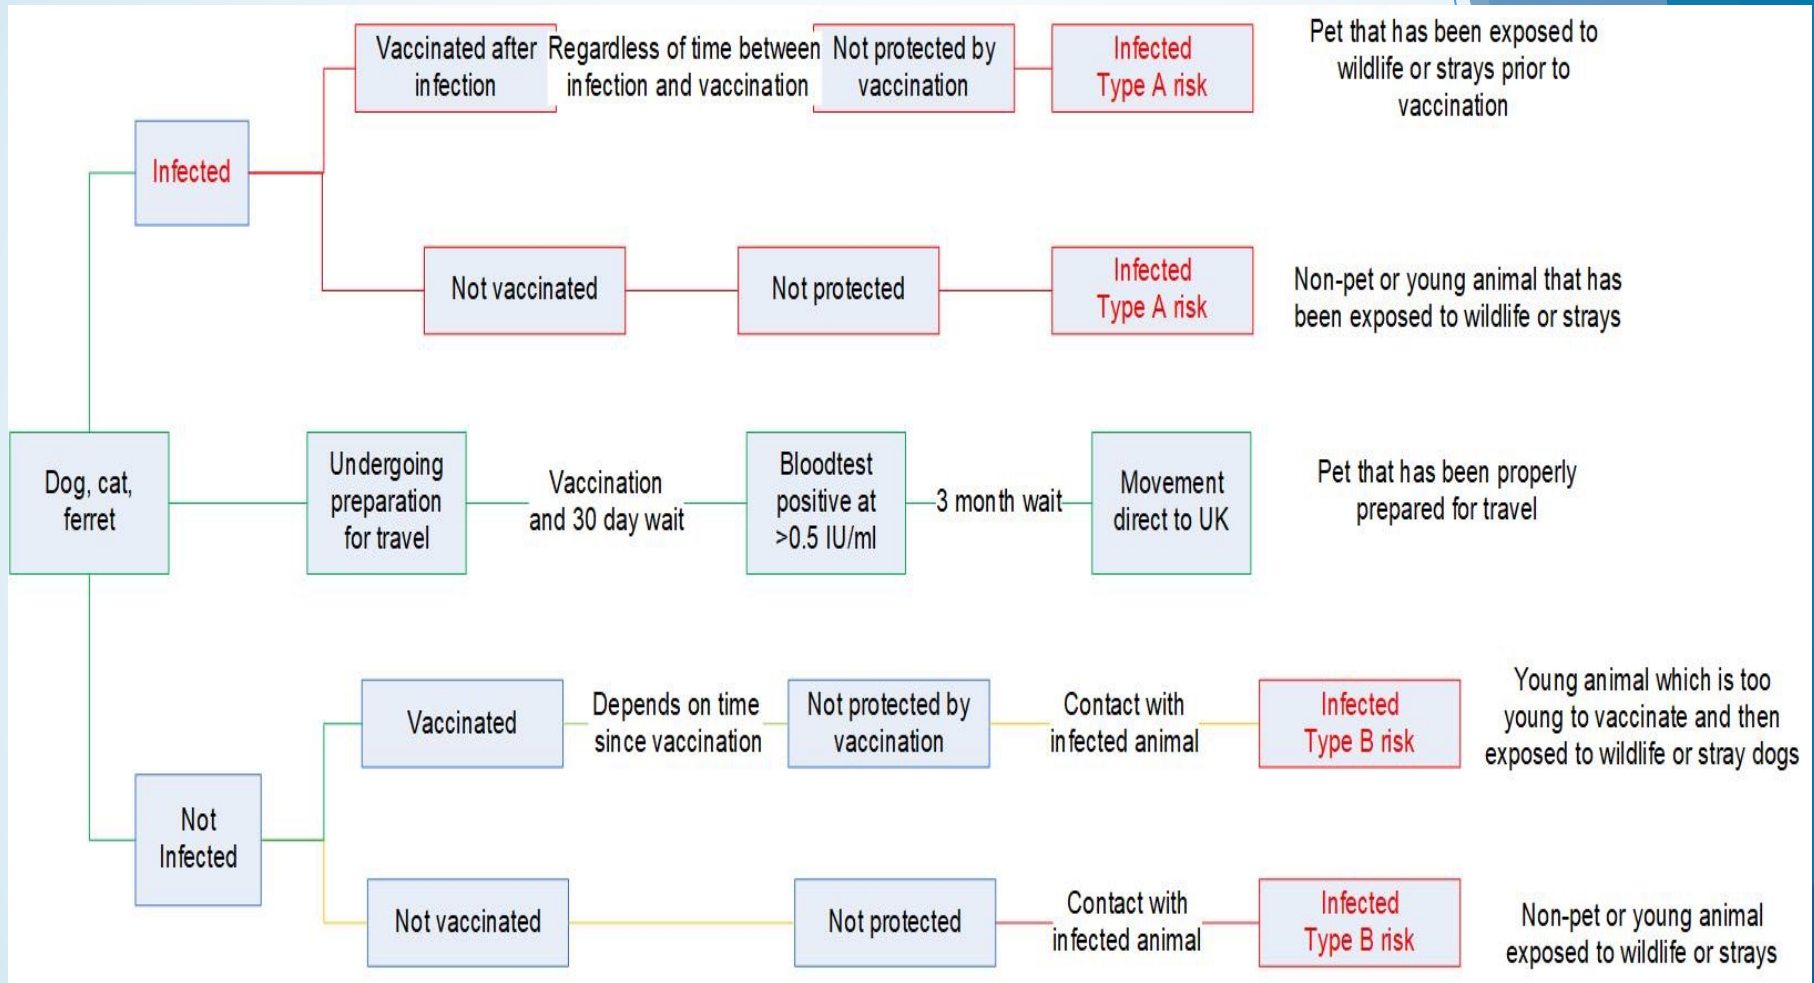 Vaccinated after
infection
Regardless of time between
infection and vaccination
Not protected by
vaccination
Infected
Type A risk
Pet that has been exposed to
wildlife or strays prior to
vaccination
Infected
Not vaccinated
Not protected
Infected
Type A risk
Non-pet or young animal that has
been exposed to wildlife or strays
Dog, cat,
ferret
Undergoing
preparation
for travel
Vaccination
and 30 day wait
Bloodtest
positive at
>0.5 IU/ml
3 month wait
Movement
direct to UK
Pet that has been properly
prepared for travel
Not
Infected
Vaccinated
Depends on time
since vaccination
Not protected by
vaccination
Contact with
infected animal
Infected
Type B risk
Young animal which is too
young to vaccinate and then
exposed to wildlife or stray dogs
Not vaccinated
Not protected
Contact with
infected animal
Infected
Type B risk
Non-pet or young animal
exposed to wildlife or strays